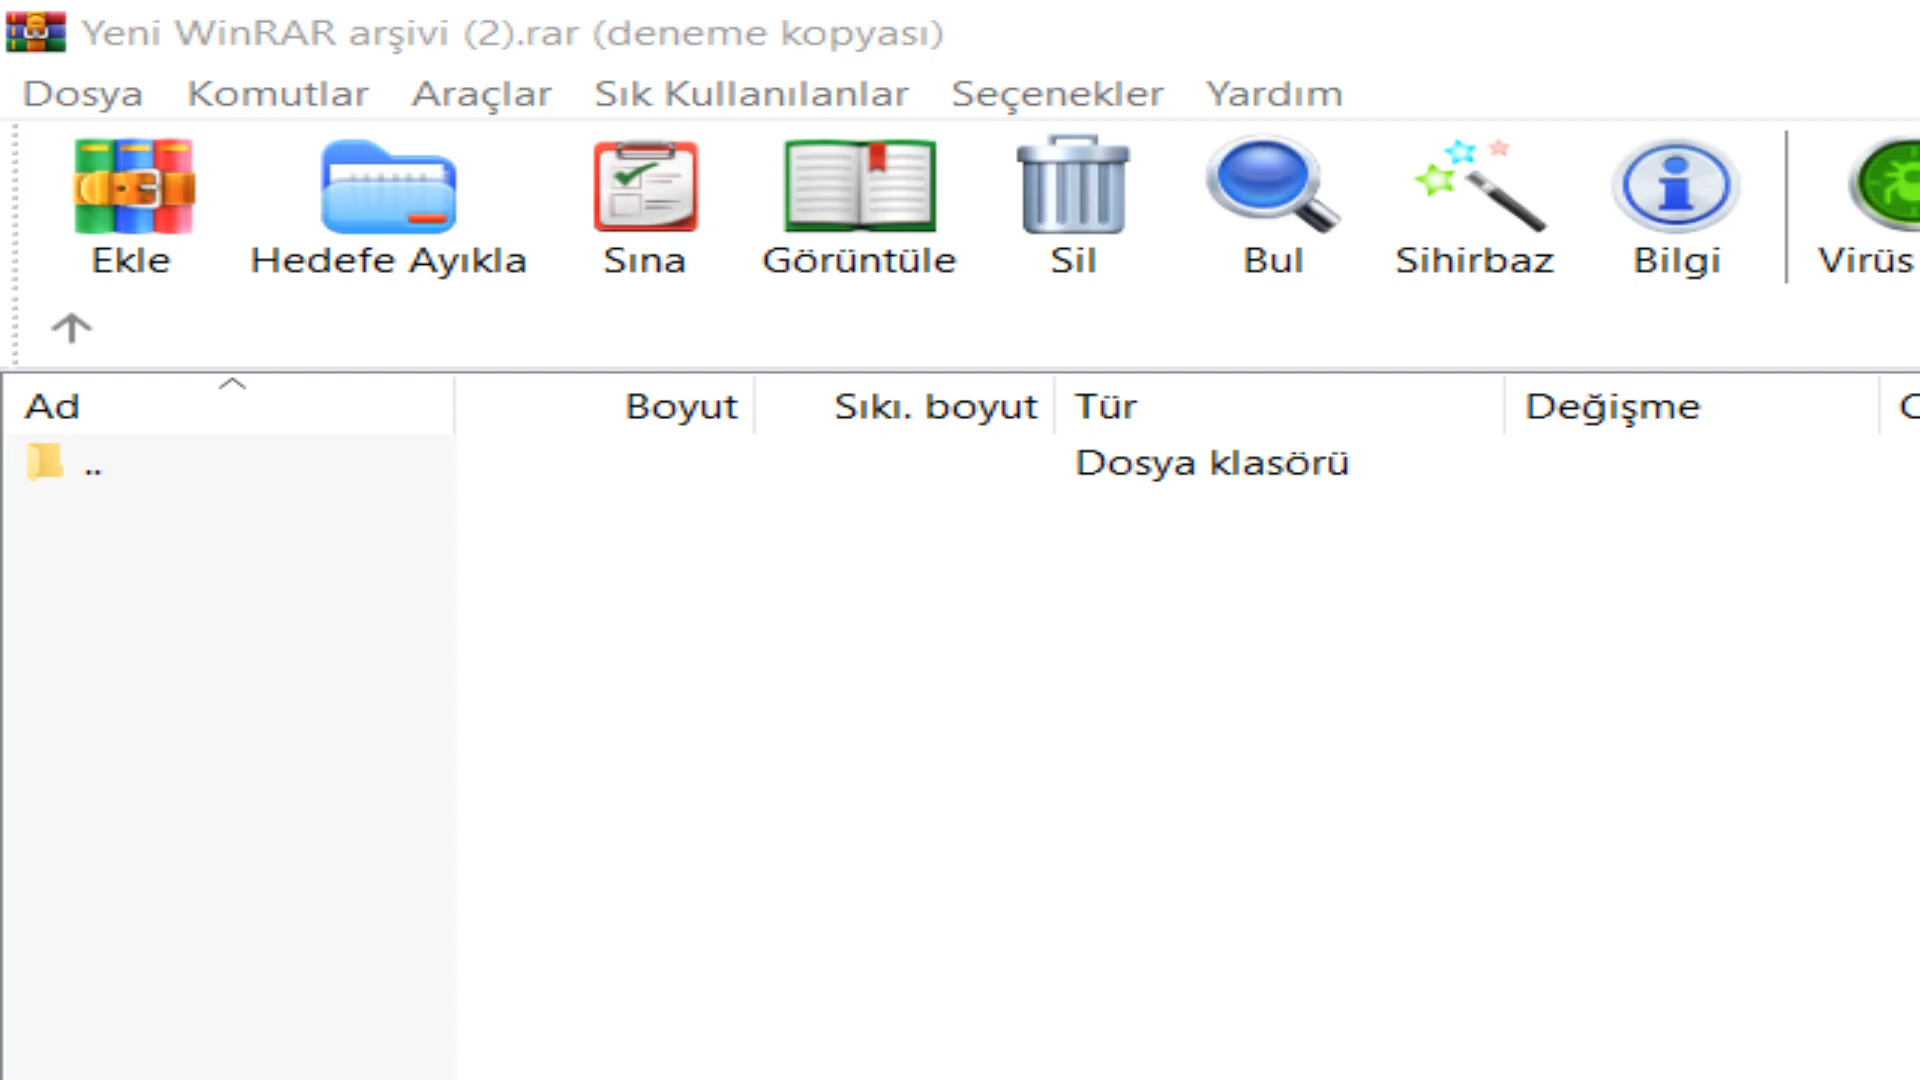 Yeni WinRAR arşivi (2).rar (deneme kopyası)
Dosya Komutlar Araçlar Sık Kullanılanlar Seçenekler Yardım
Ekle Hedefe Ayıkla Sına Görüntüle Sil Bul Sihirbaz Bilgi Virüs
Ad Boyut Sıkı. boyut Tür Değişme
.. Dosya klasörü